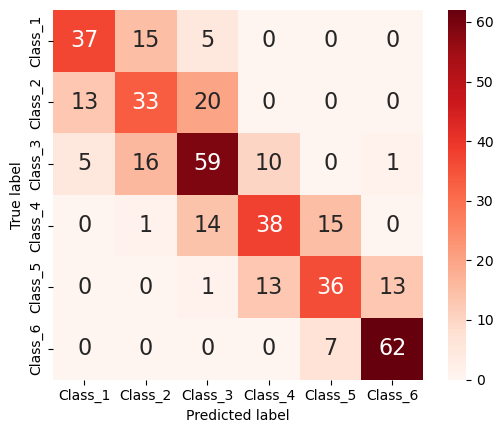 True label
Class_1 37 15 5 0 0 0
Class_2 13 33 20 0 0 0
Class_3 5 16 59 10 0 1
Class_4 0 1 14 38 15 0
Class_5 0 0 1 13 36 13
Class_6 0 0 0 0 7 62
Class_1 Class_2 Class_3 Class_4 Class_5 Class_6
Predicted label
60
50
40
30
20
10
0